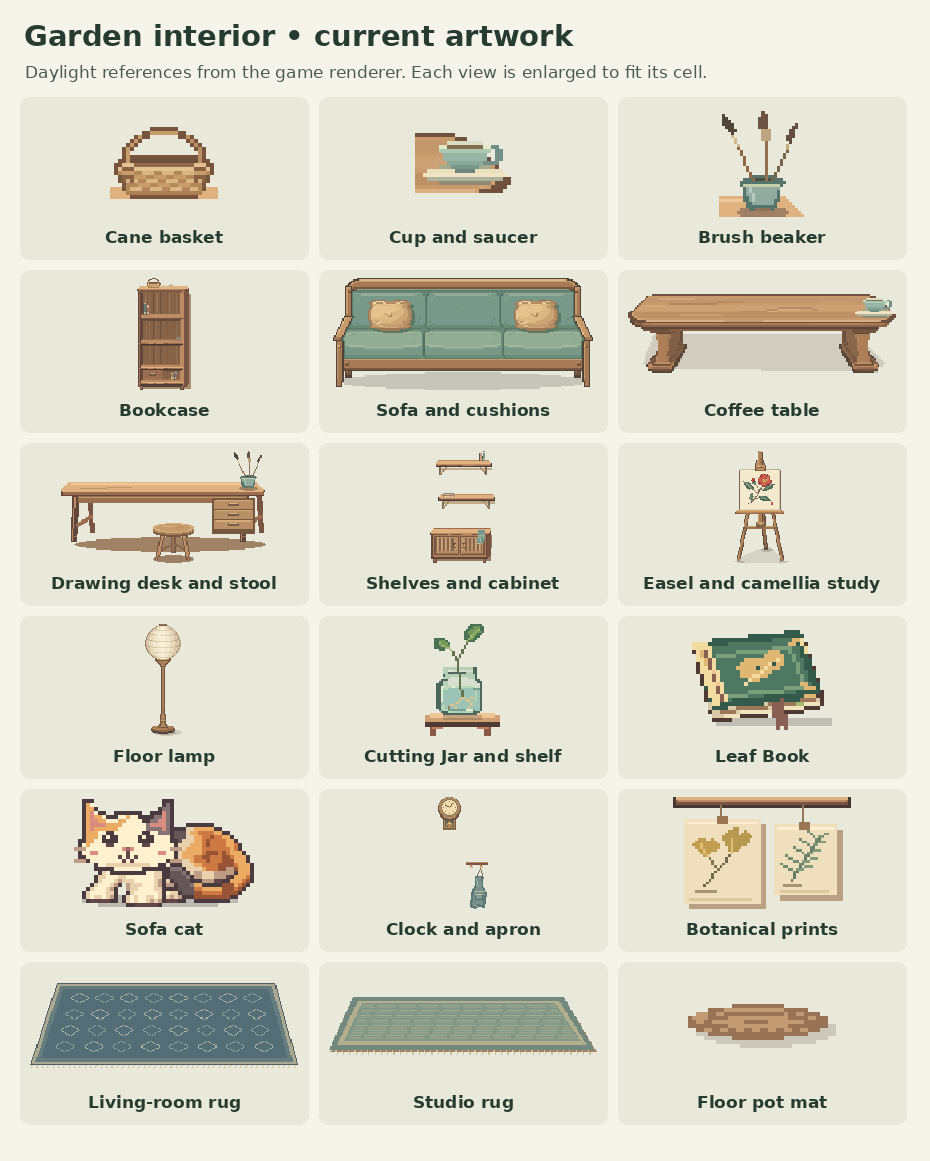 Garden interior • current artwork
Daylight references from the game renderer. Each view is enlarged to fit its cell.
Cane basket
Cup and saucer
Brush beaker
Bookcase
Sofa and cushions
Coffee table
Drawing desk and stool
Shelves and cabinet
Easel and camellia study
Floor lamp
Cutting Jar and shelf
Leaf Book
Sofa cat
Clock and apron
Botanical prints
Living-room rug
Studio rug
Floor pot mat